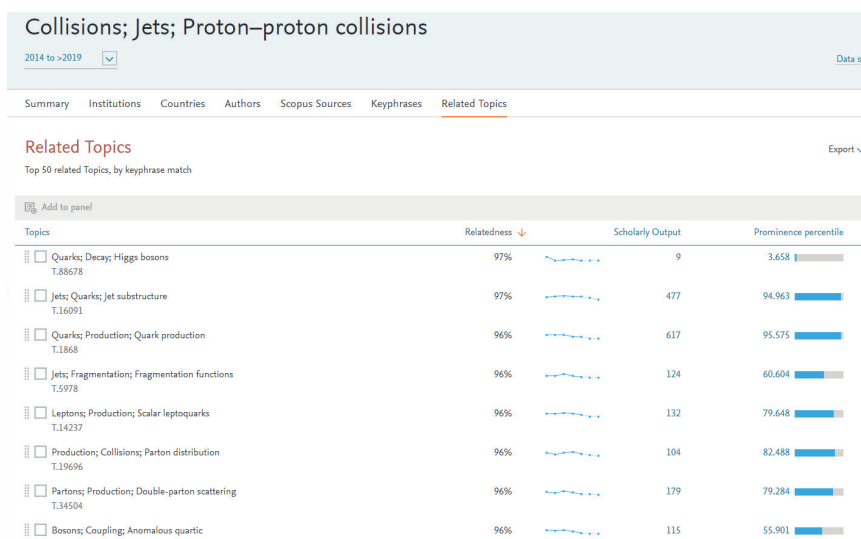 Collisions; Jets; Proton–proton collisions
2014 to >2019
Data s
Summary Institutions Countries Authors Scopus Sources Keyphrases Related Topics
Related Topics
Export
Top 50 related Topics, by keyphrase match
Add to panel
Topics Relatedness Scholarly Output Prominence percentile
Quarks; Decay; Higgs bosons 97% 9 3.658
T.88678
Jets; Quarks; Jet substructure 97% 477 94.963
T.16091
Quarks; Production; Quark production 96% 617 95.575
T.1868
Jets; Fragmentation; Fragmentation functions 96% 124 60.604
T.5978
Leptons; Production; Scalar leptoquarks 96% 132 79.648
T.14237
Production; Collisions; Parton distribution 96% 104 82.488
T.19696
Partons; Production; Double-parton scattering 96% 179 79.284
T.34504
Bosons; Coupling; Anomalous quartic 96% 115 55.901